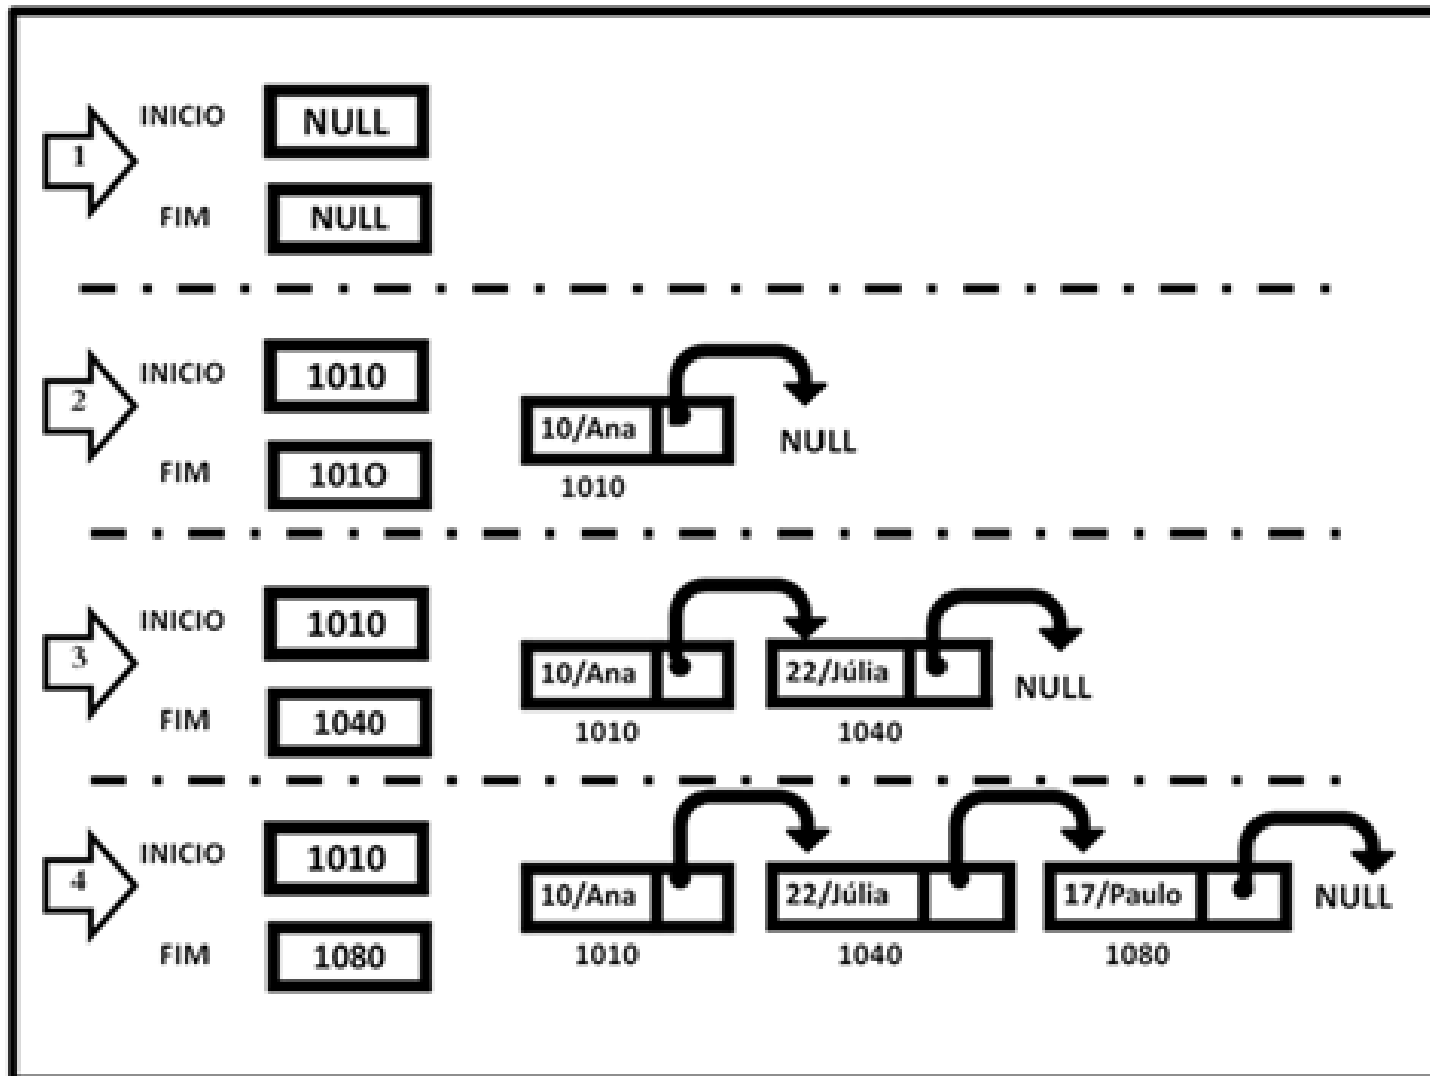 1
INICIO NULL
FIM NULL
2
INICIO 1010
10/Ana NULL
FIM 101O
1010
3
INICIO 1010
10/Ana 22/Júlia NULL
FIM 1040
1010 1040
4
INICIO 1010
10/Ana 22/Júlia 17/Paulo NULL
FIM 1080
1010 1040 1080